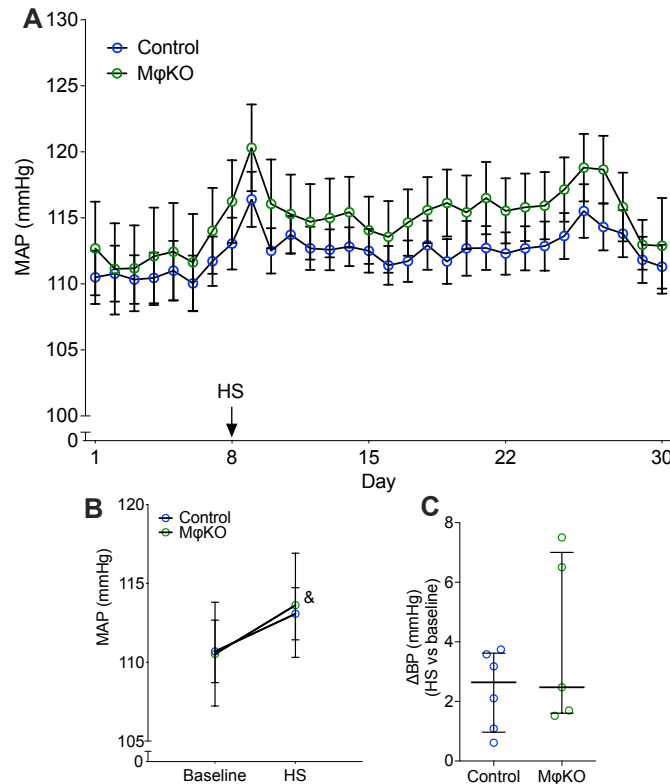 A
130
125
120
115
110
105
100
0
MAP (mmHg)
Control
MφKO
HS
1
8
15
22
30
Day
B
120
115
110
105
0
MAP (mmHg)
Control
MφKO
&
Baseline
HS
C
8
6
4
2
0
ΔBP (mmHg)
(HS vs baseline)
Control
MφKO